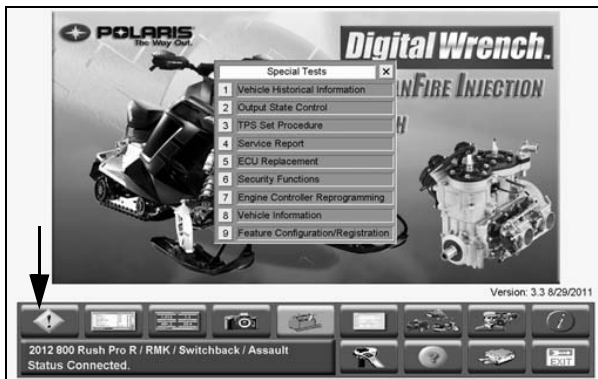 POLARIS
The Way Out.
Digital Wrench
Special Tests X
NFIRE INJECTION
H
1 Vehicle Historical Information
2 Output State Control
3 TPS Set Procedure
4 Service Report
5 ECU Replacement
6 Security Functions
7 Engine Controller Reprogramming
8 Vehicle Information
9 Feature Configuration/Registration
Version: 3.3 8/29/2011
!
i
2012 800 Rush Pro R / RMK / Switchback / Assault
Status Connected.
?
EXIT